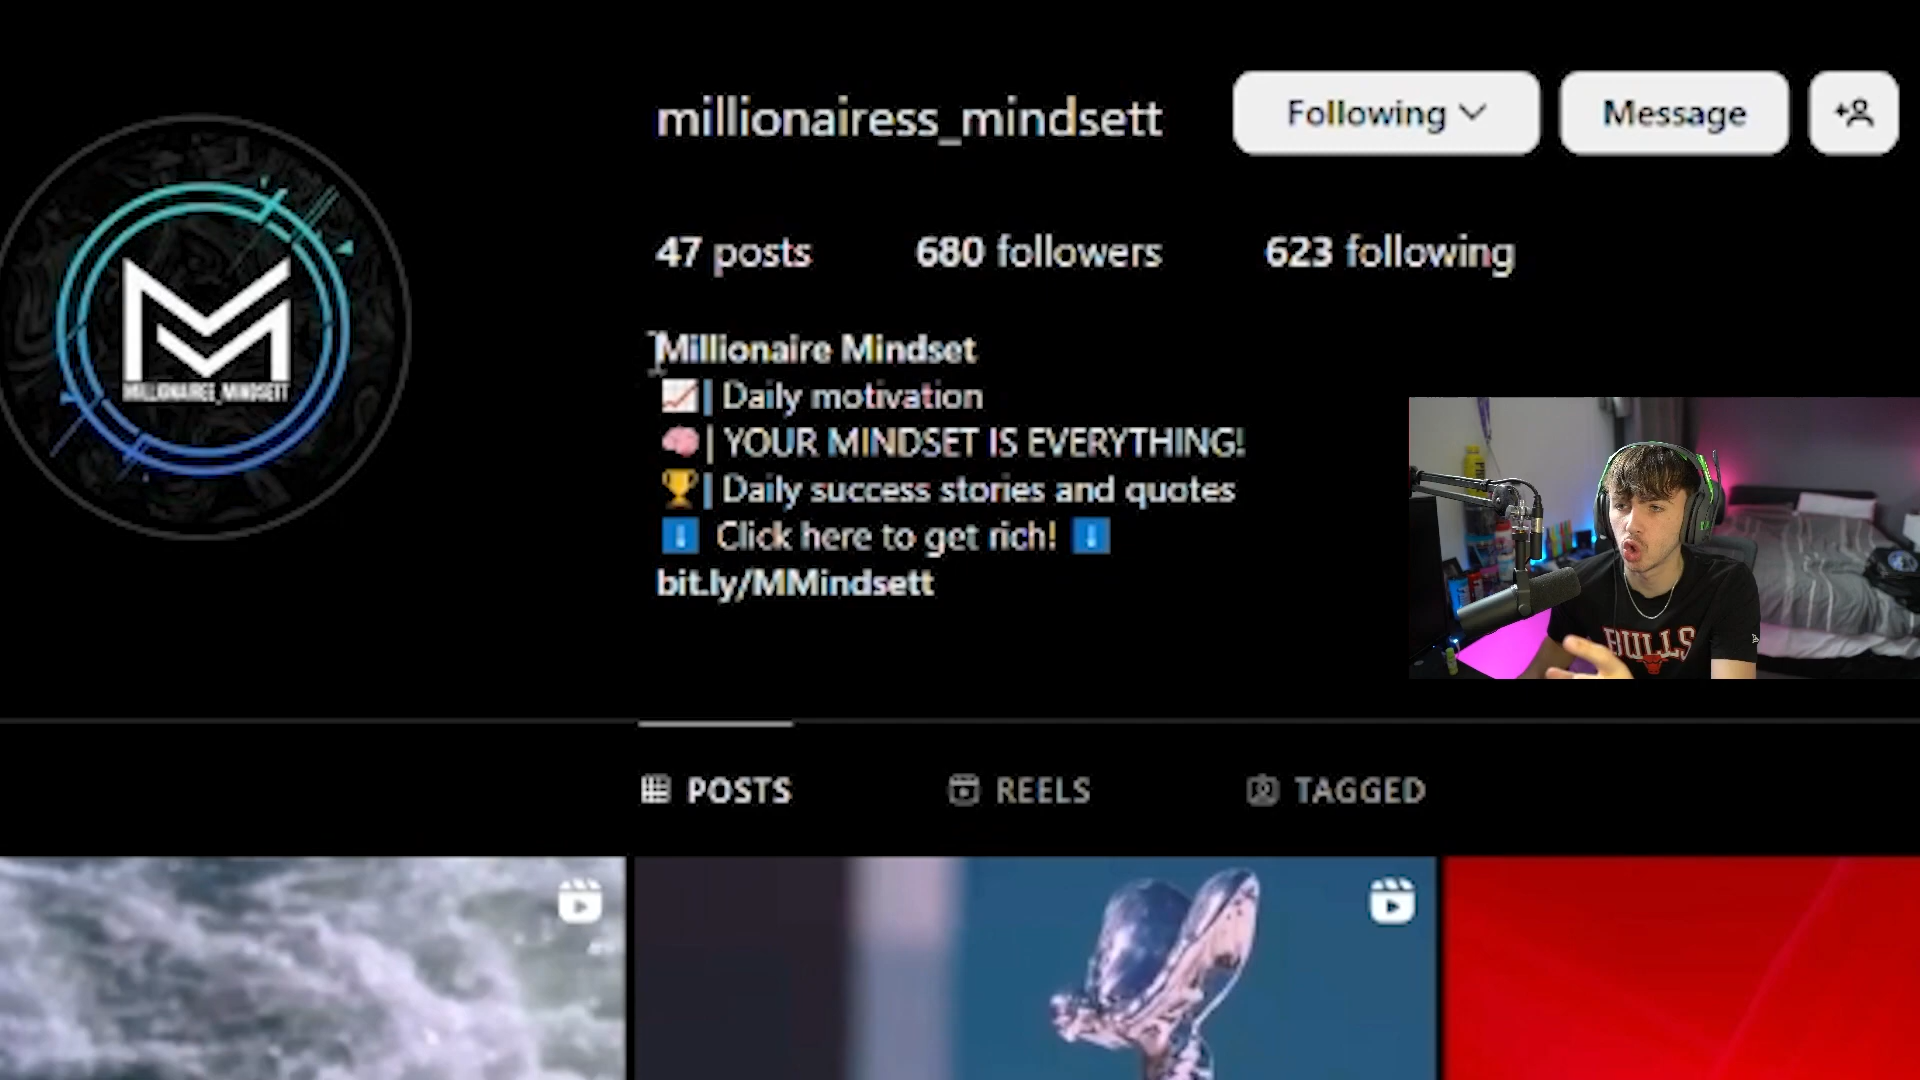 millionairess_mindsett
Following
Message
47 posts
680 followers
623 following
Millionaire Mindset
📈| Daily motivation
🧠| YOUR MINDSET IS EVERYTHING!
🏆| Daily success stories and quotes
⬇️ Click here to get rich! ⬇️
bit.ly/MMindsett
MILLIONAIREE_MINDSETT
BULLS
POSTS
REELS
TAGGED